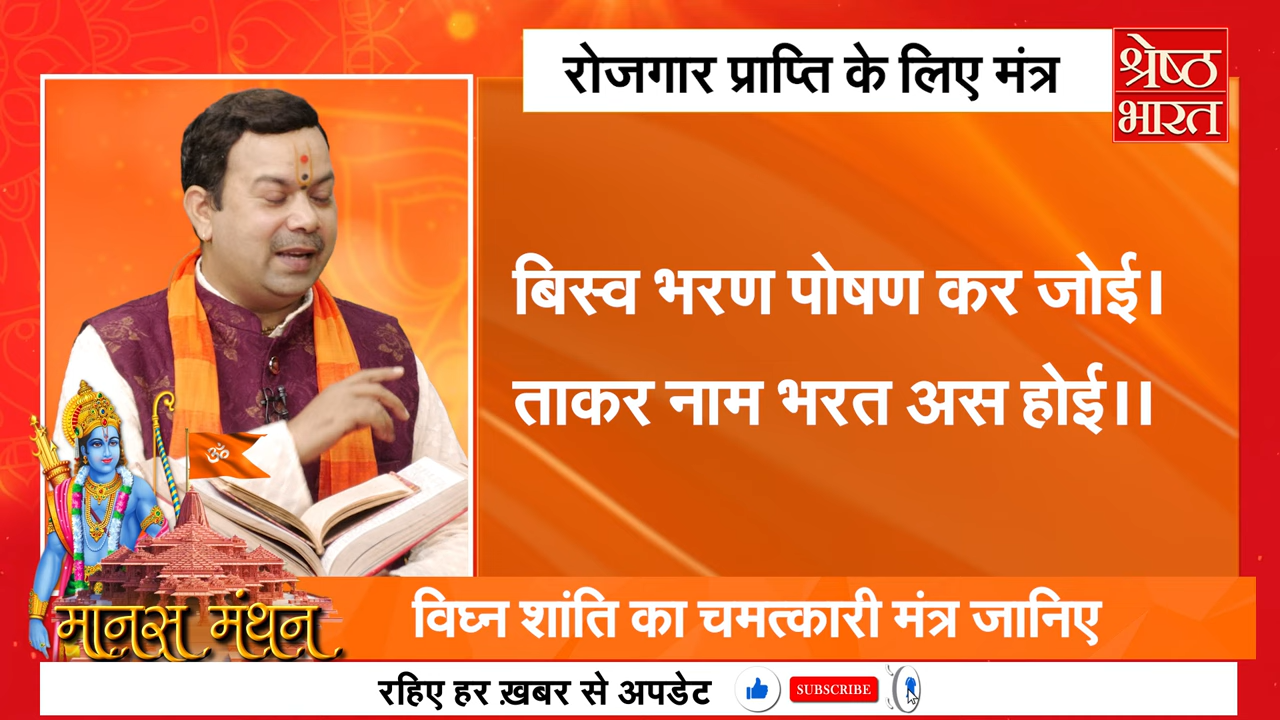 रोजगार प्राप्ति के लिए मंत्र
श्रेष्ठ
भारत
बिस्व भरण पोषण कर जोई।
ताकर नाम भरत अस होई।।
ॐ
मानस मंथन
विघ्न शांति का चमत्कारी मंत्र जानिए
रहिए हर ख़बर से अपडेट
SUBSCRIBE